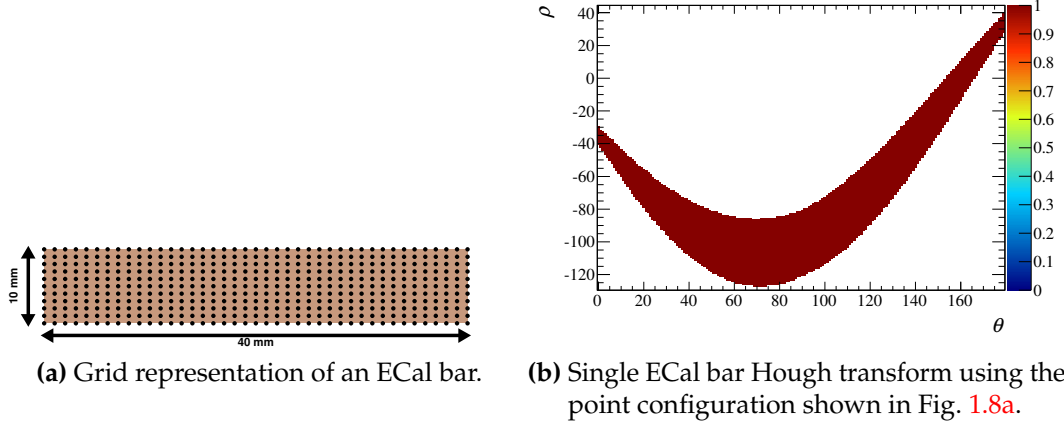 10 mm
40 mm
(a) Grid representation of an ECal bar.
ρ
40
20
0
-20
-40
-60
-80
-100
-120
0 20 40 60 80 100 120 140 160
θ
1
0.9
0.8
0.7
0.6
0.5
0.4
0.3
0.2
0.1
0
(b) Single ECal bar Hough transform using the
point configuration shown in Fig. 1.8a.